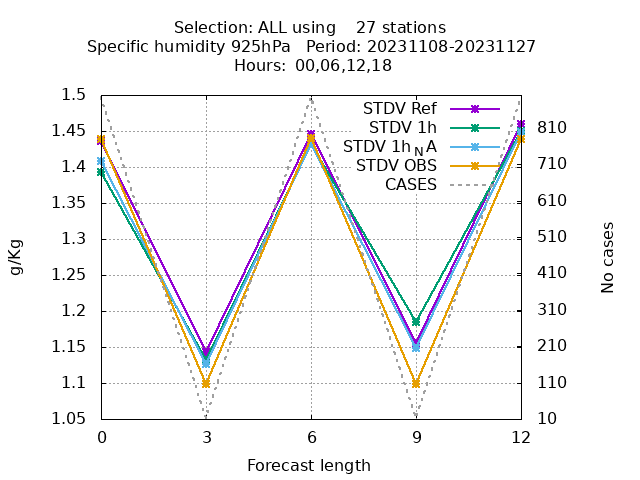 Selection: ALL using    27 stations
Specific humidity 925hPa   Period: 20231108-20231127
Hours: 00,06,12,18
STDV Ref
STDV 1h
STDV 1h_NA
STDV OBS
CASES
1.5
1.45
1.4
1.35
1.3
1.25
1.2
1.15
1.1
1.05
810
710
610
510
410
310
210
110
10
g/Kg
No cases
0 3 6 9 12
Forecast length